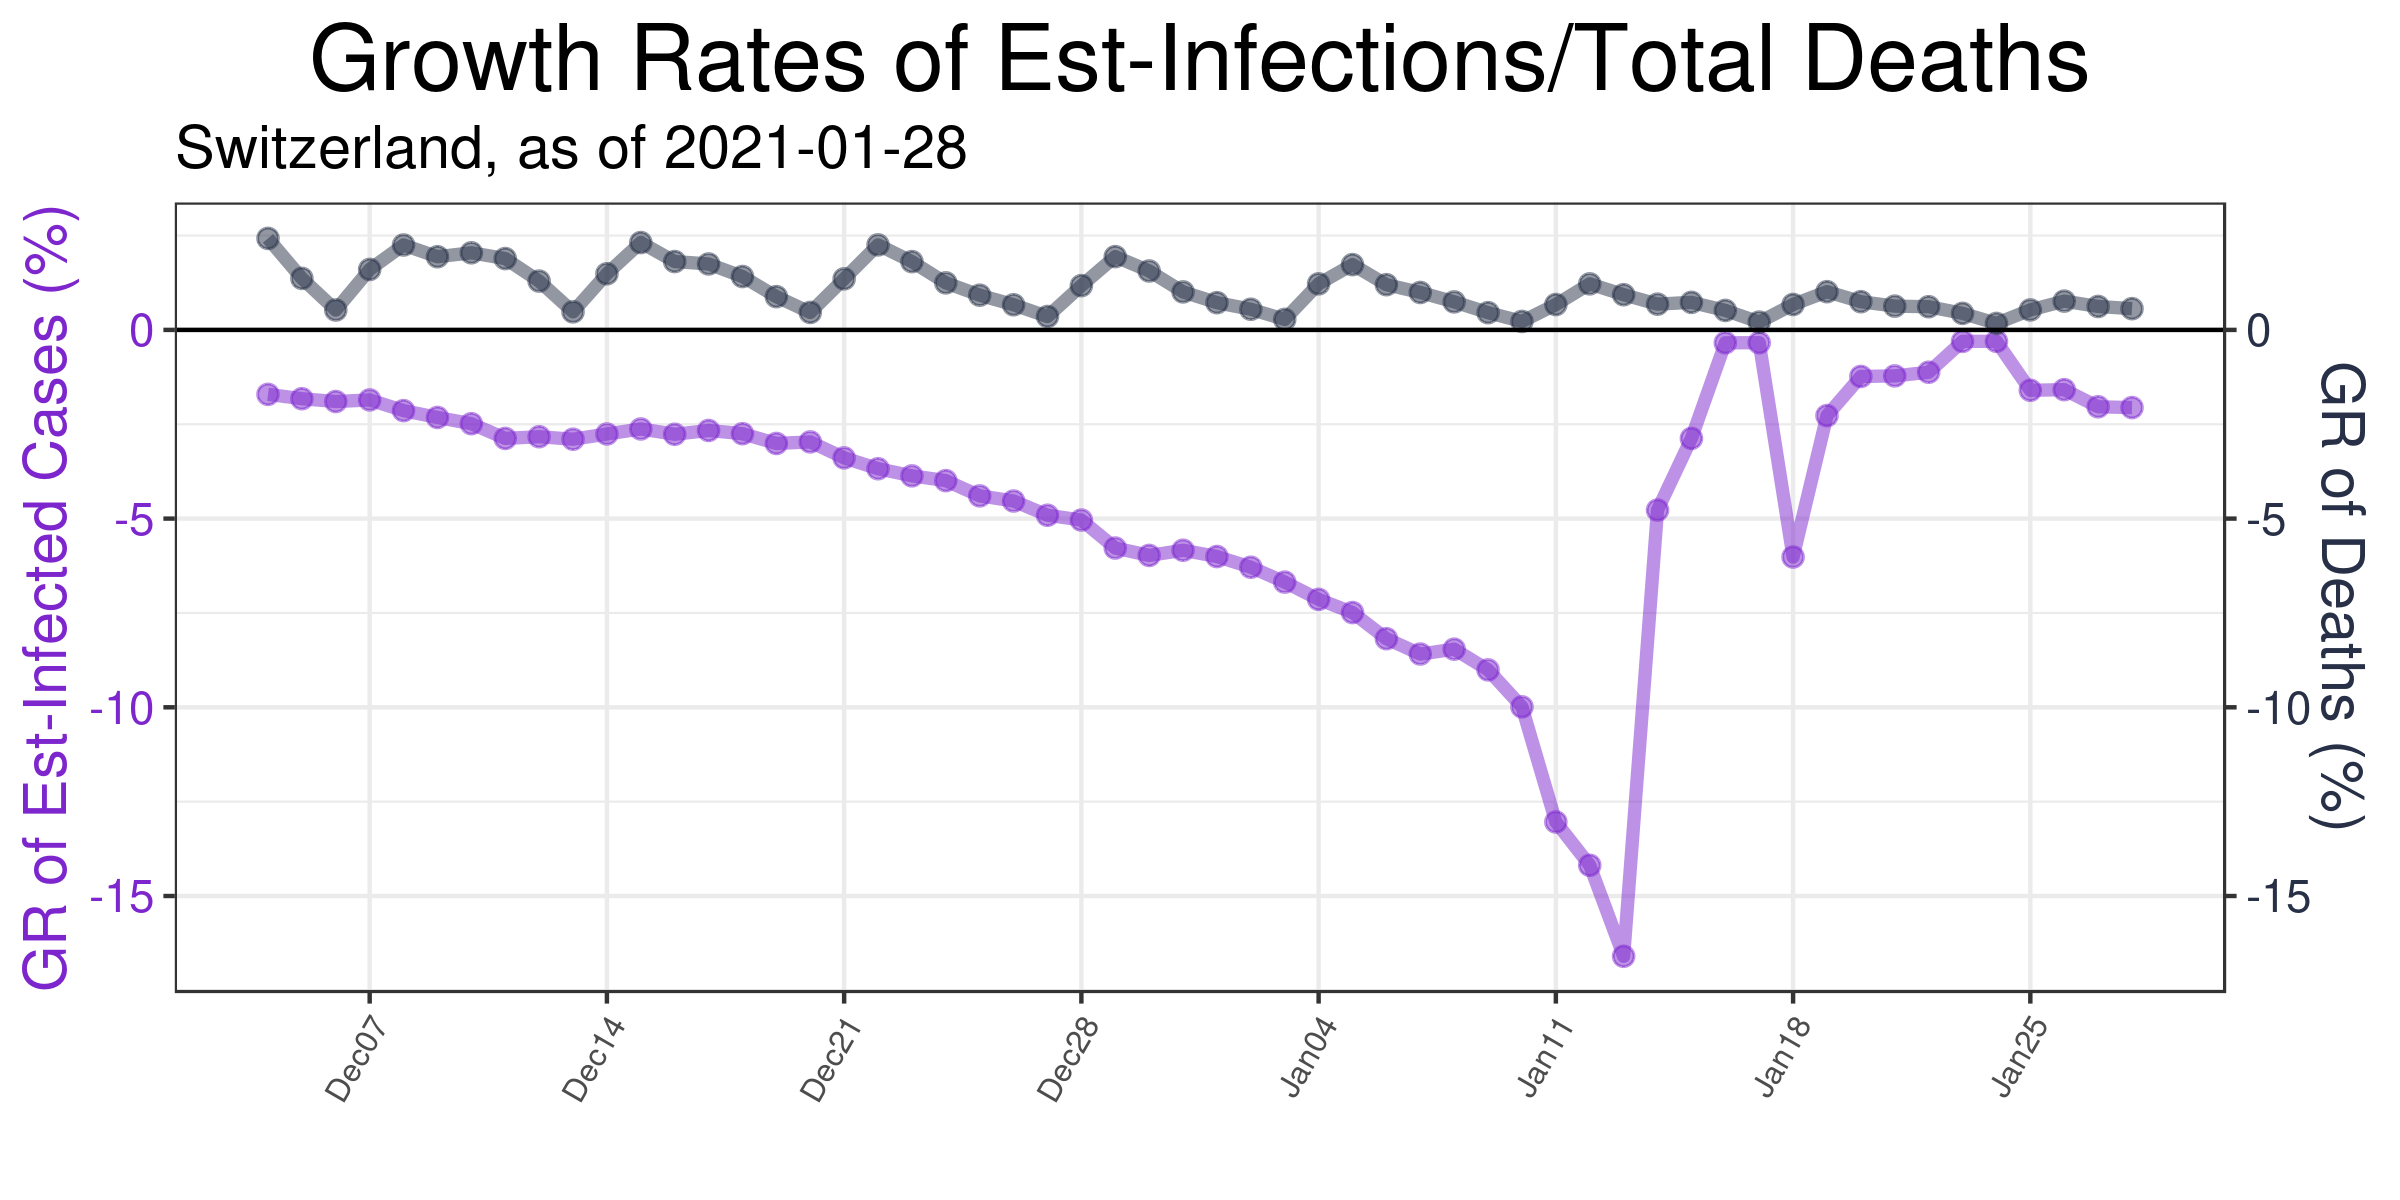 Growth Rates of Est-Infections/Total Deaths
Switzerland, as of 2021-01-28
GR of Est-Infected Cases (%)
0
-5
-10
-15
0
-5
-10
-15
GR of Deaths (%)
Dec07
Dec14
Dec21
Dec28
Jan04
Jan11
Jan18
Jan25